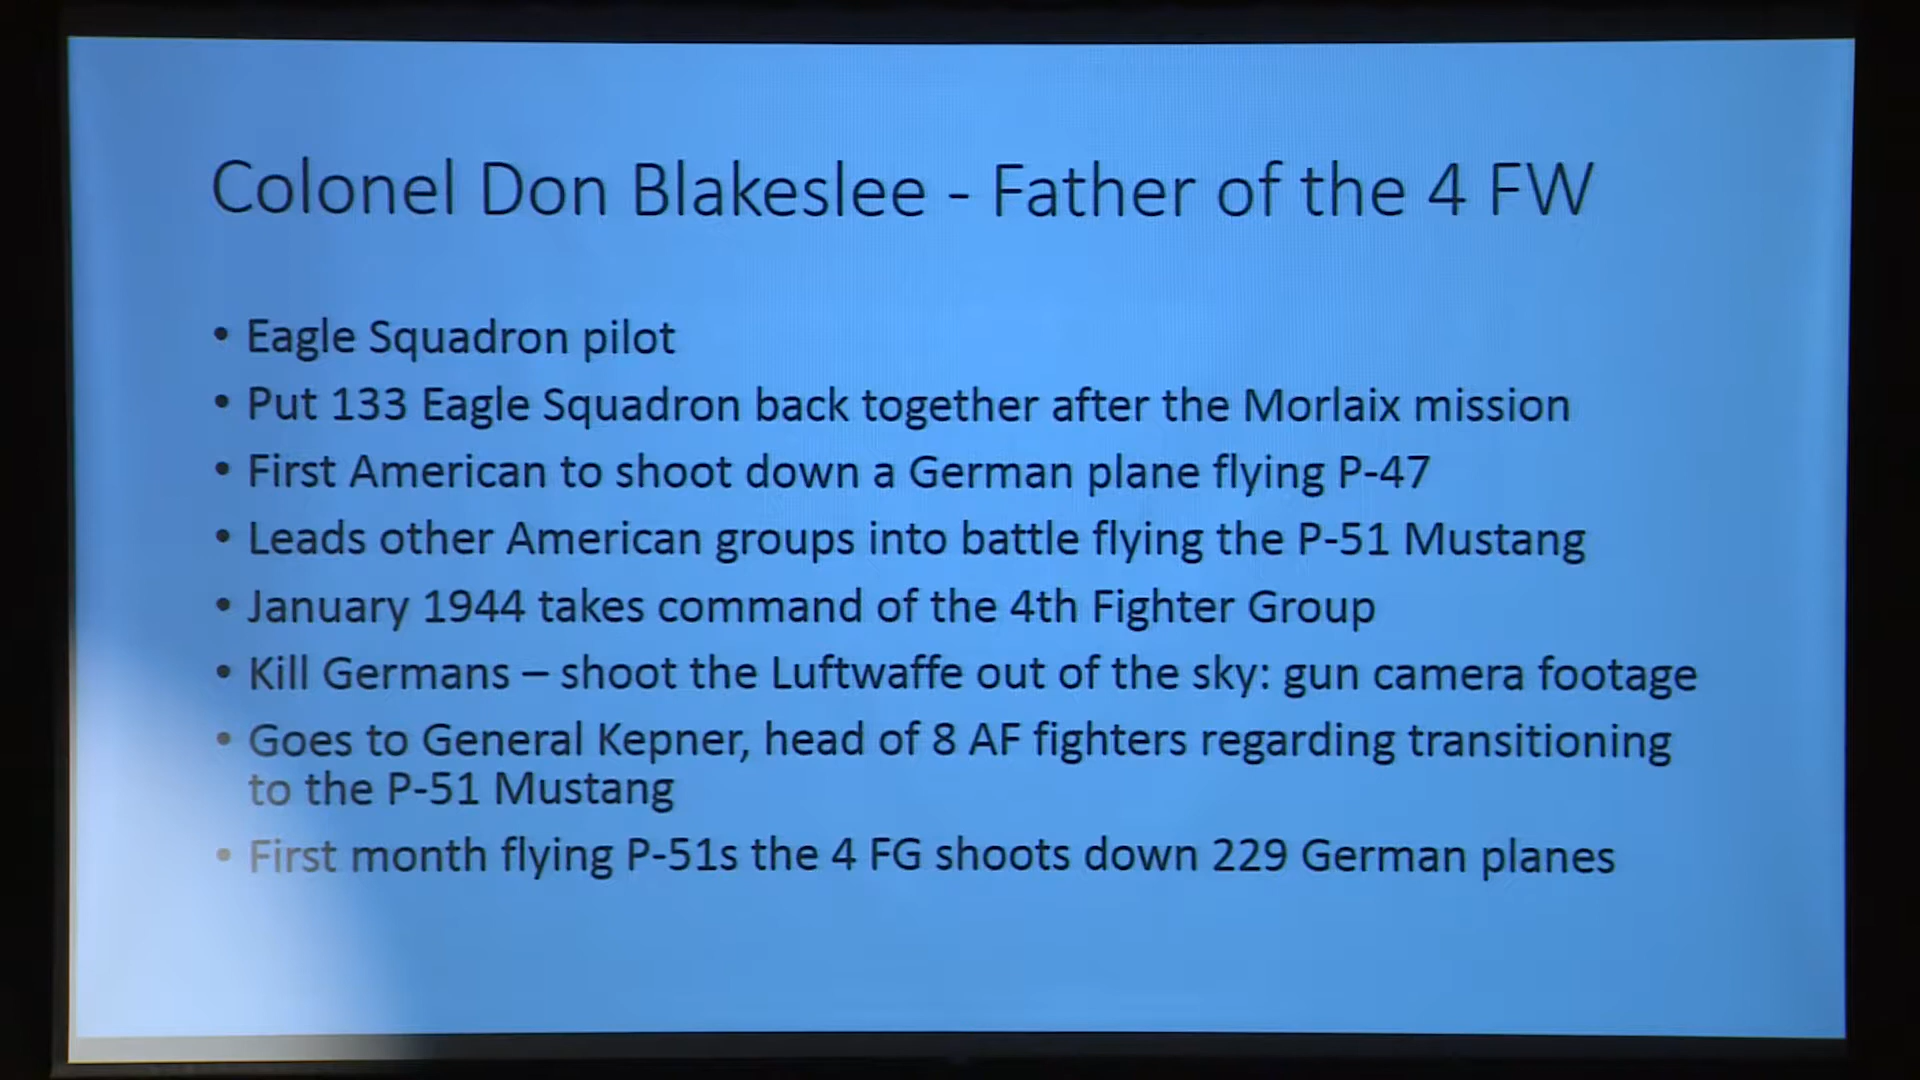 Colonel Don Blakeslee - Father of the 4 FW
• Eagle Squadron pilot
• Put 133 Eagle Squadron back together after the Morlaix mission
• First American to shoot down a German plane flying P-47
• Leads other American groups into battle flying the P-51 Mustang
• January 1944 takes command of the 4th Fighter Group
• Kill Germans – shoot the Luftwaffe out of the sky: gun camera footage
• Goes to General Kepner, head of 8 AF fighters regarding transitioning
to the P-51 Mustang
• First month flying P-51s the 4 FG shoots down 229 German planes